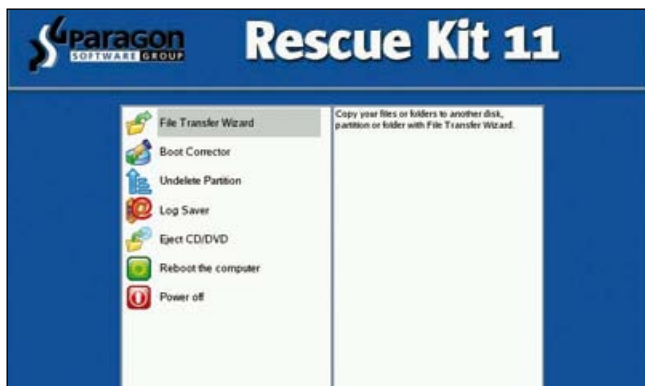 Paragon
SOFTWARE GROUP
Rescue Kit 11
File Transfer Wizard
Boot Corrector
Undelete Partition
Log Saver
Eject CD/DVD
Reboot the computer
Power off
Copy your files or folders to another disk,
partition or folder with File Transfer Wizard.